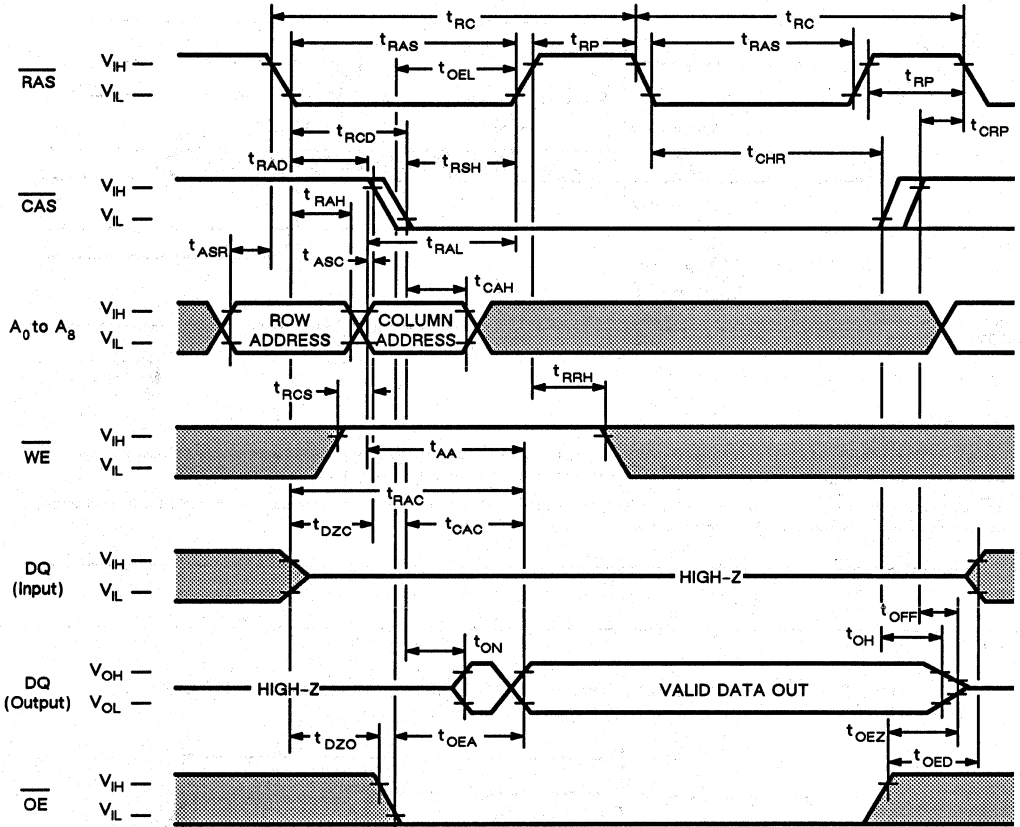 tRC tRC
tRAS tRP tRAS
RAS VIH
tOEL
tRP
VIL
tRCD
tCRP
tRAD tRSH tCHR
CAS VIH
tRAH
VIL
tASR tASC tRAL
tCAH
A0 to A8 VIH ROW COLUMN
VIL ADDRESS ADDRESS
tRRH
tRCS
WE VIH
tAA
VIL
tRAC
tDZC tCAC
DQ VIH
(Input) VIL HIGH-Z
tOFF
tON tOH
DQ VOH
(Output) VOL HIGH-Z VALID DATA OUT
tDZO tOEA tOEZ
tOED
OE VIH
VIL